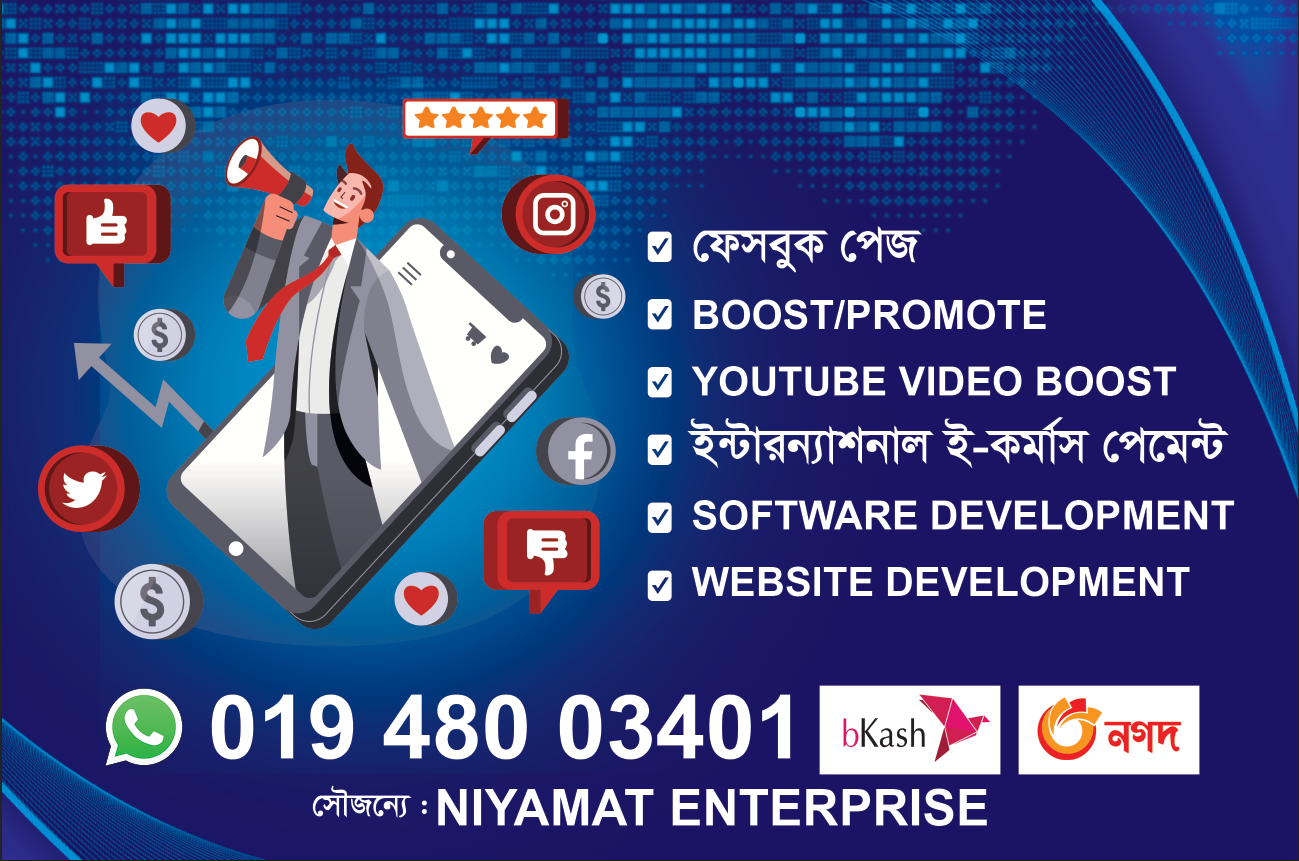 ফেসবুক পেজ
BOOST/PROMOTE
YOUTUBE VIDEO BOOST
ইন্টারন্যাশনাল ই-কর্মাস পেমেন্ট
SOFTWARE DEVELOPMENT
WEBSITE DEVELOPMENT
019 480 03401 bKash নগদ
সৌজন্যে : NIYAMAT ENTERPRISE